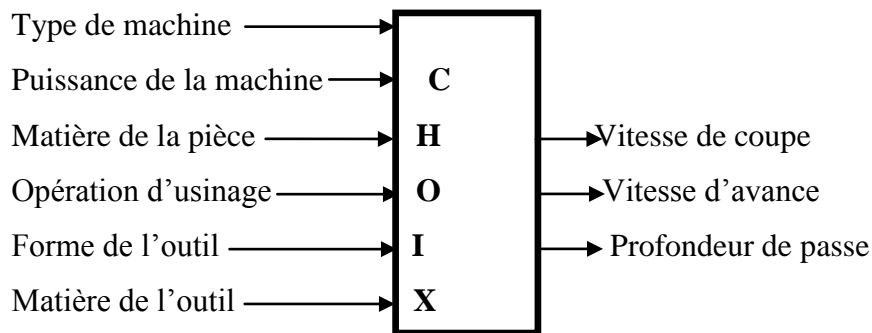 Type de machine
Puissance de la machine C
Matière de la pièce H Vitesse de coupe
Opération d’usinage O Vitesse d’avance
Forme de l’outil I Profondeur de passe
Matière de l’outil X